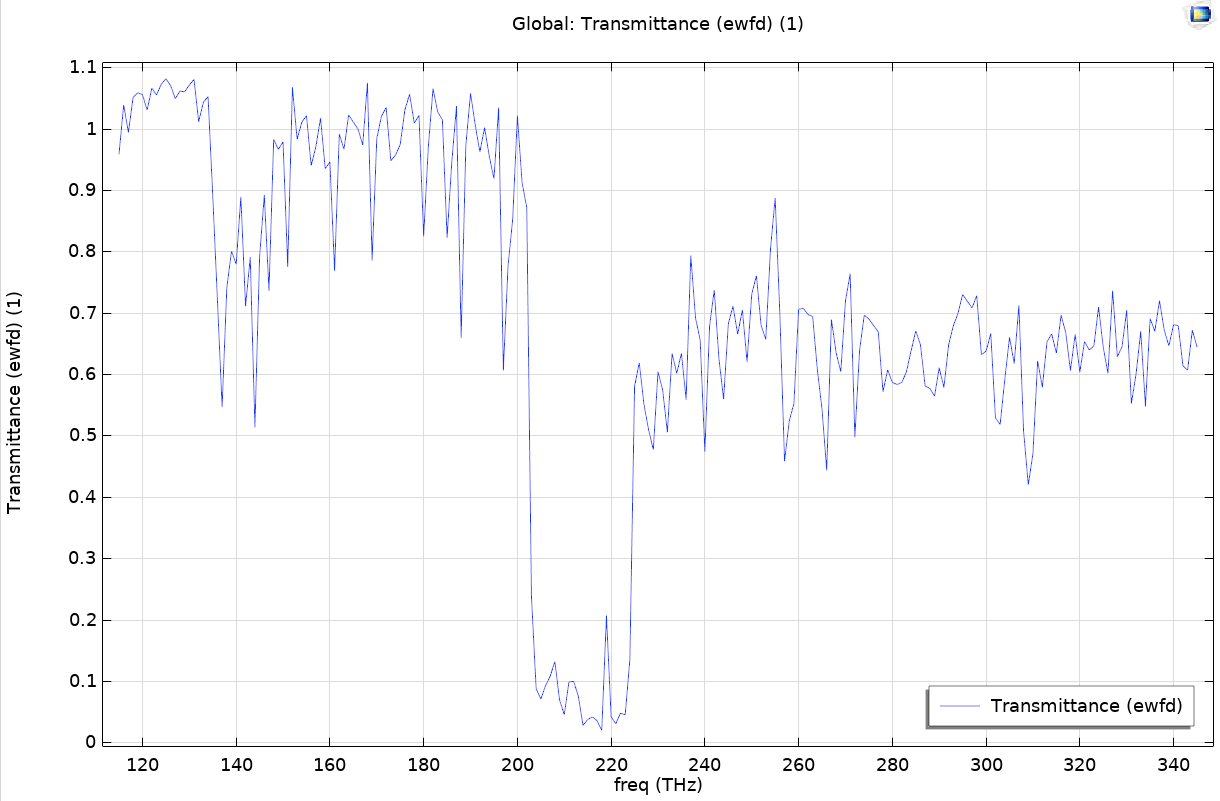 Global: Transmittance (ewfd) (1)
1.1
1
0.9
0.8
0.7
0.6
0.5
0.4
0.3
0.2
0.1
0
Transmittance (ewfd) (1)
Transmittance (ewfd)
120 140 160 180 200 220 240 260 280 300 320 340
freq (THz)